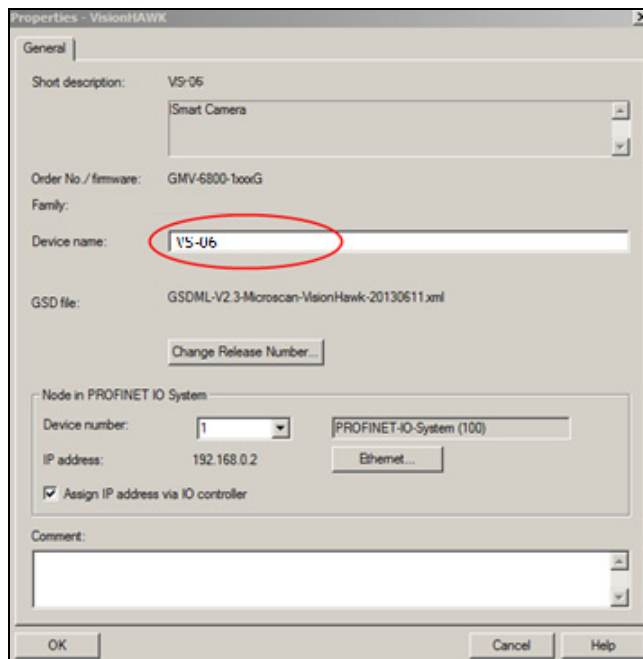 Properties - VisionHAWK
General
Short description: VS-06
ISmart Camera
Order No./ firmware: GMV-6800-1xxxG
Family:
Device name: VS-06
GSD file: GSDML-V2.3-Microscan-VisionHawk-20130611.xml
Change Release Number...
Node in PROFINET IO System
Device number: 1 PROFINET-IO-System (100)
IP address: 192.168.0.2 Ethernet...
Assign IP address via IO controller
Comment:
OK Cancel Help